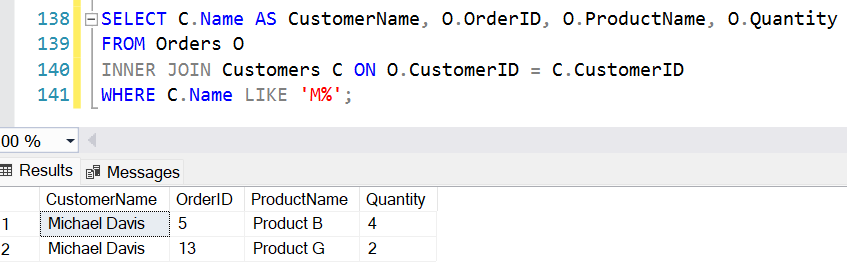 138 SELECT C.Name AS CustomerName, O.OrderID, O.ProductName, O.Quantity
139 FROM Orders O
140 INNER JOIN Customers C ON O.CustomerID = C.CustomerID
141 WHERE C.Name LIKE 'M%';
00 %
Results Messages
CustomerName OrderID ProductName Quantity
1 Michael Davis 5 Product B 4
2 Michael Davis 13 Product G 2